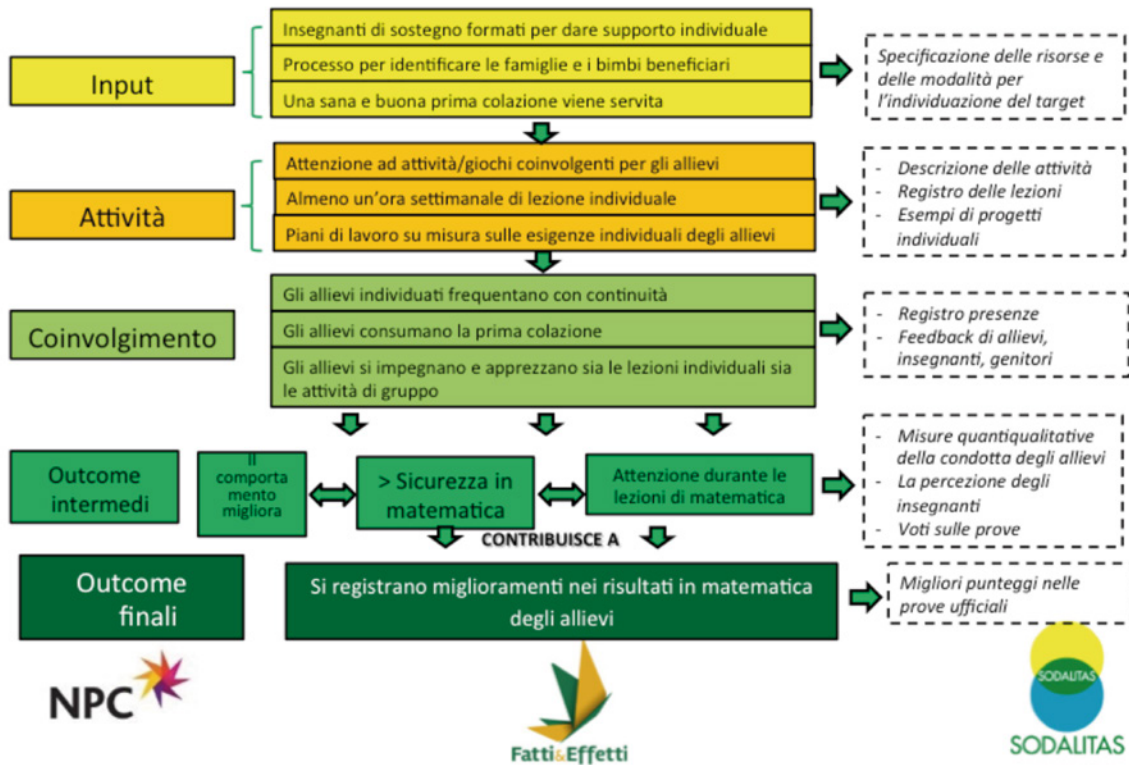 Input
Insegnanti di sostegno formati per dare supporto individuale
Processo per identificare le famiglie e i bimbi beneficiari
Una sana e buona prima colazione viene servita
Specificazione delle risorse e
delle modalità per
l'individuazione del target
Attività
Attenzione ad attività/giochi coinvolgenti per gli allievi
Almeno un'ora settimanale di lezione individuale
Piani di lavoro su misura sulle esigenze individuali degli allievi
- Descrizione delle attività
- Registro delle lezioni
- Esempi di progetti
individuali
Coinvolgimento
Gli allievi individuati frequentano con continuità
Gli allievi consumano la prima colazione
Gli allievi si impegnano e apprezzano sia le lezioni individuali sia
le attività di gruppo
- Registro presenze
- Feedback di allievi,
insegnanti, genitori
Outcome
intermedi
Il
comporta
mento
migliora
> Sicurezza in
matematica
Attenzione durante le
lezioni di matematica
- Misure quantiqualitative
della condotta degli allievi
- La percezione degli
insegnanti
- Voti sulle prove
CONTRIBUISCE A
Outcome
finali
Si registrano miglioramenti nei risultati in matematica
degli allievi
Migliori punteggi nelle
prove ufficiali
NPC
Fatti&Effetti
SODALITAS
SODALITAS